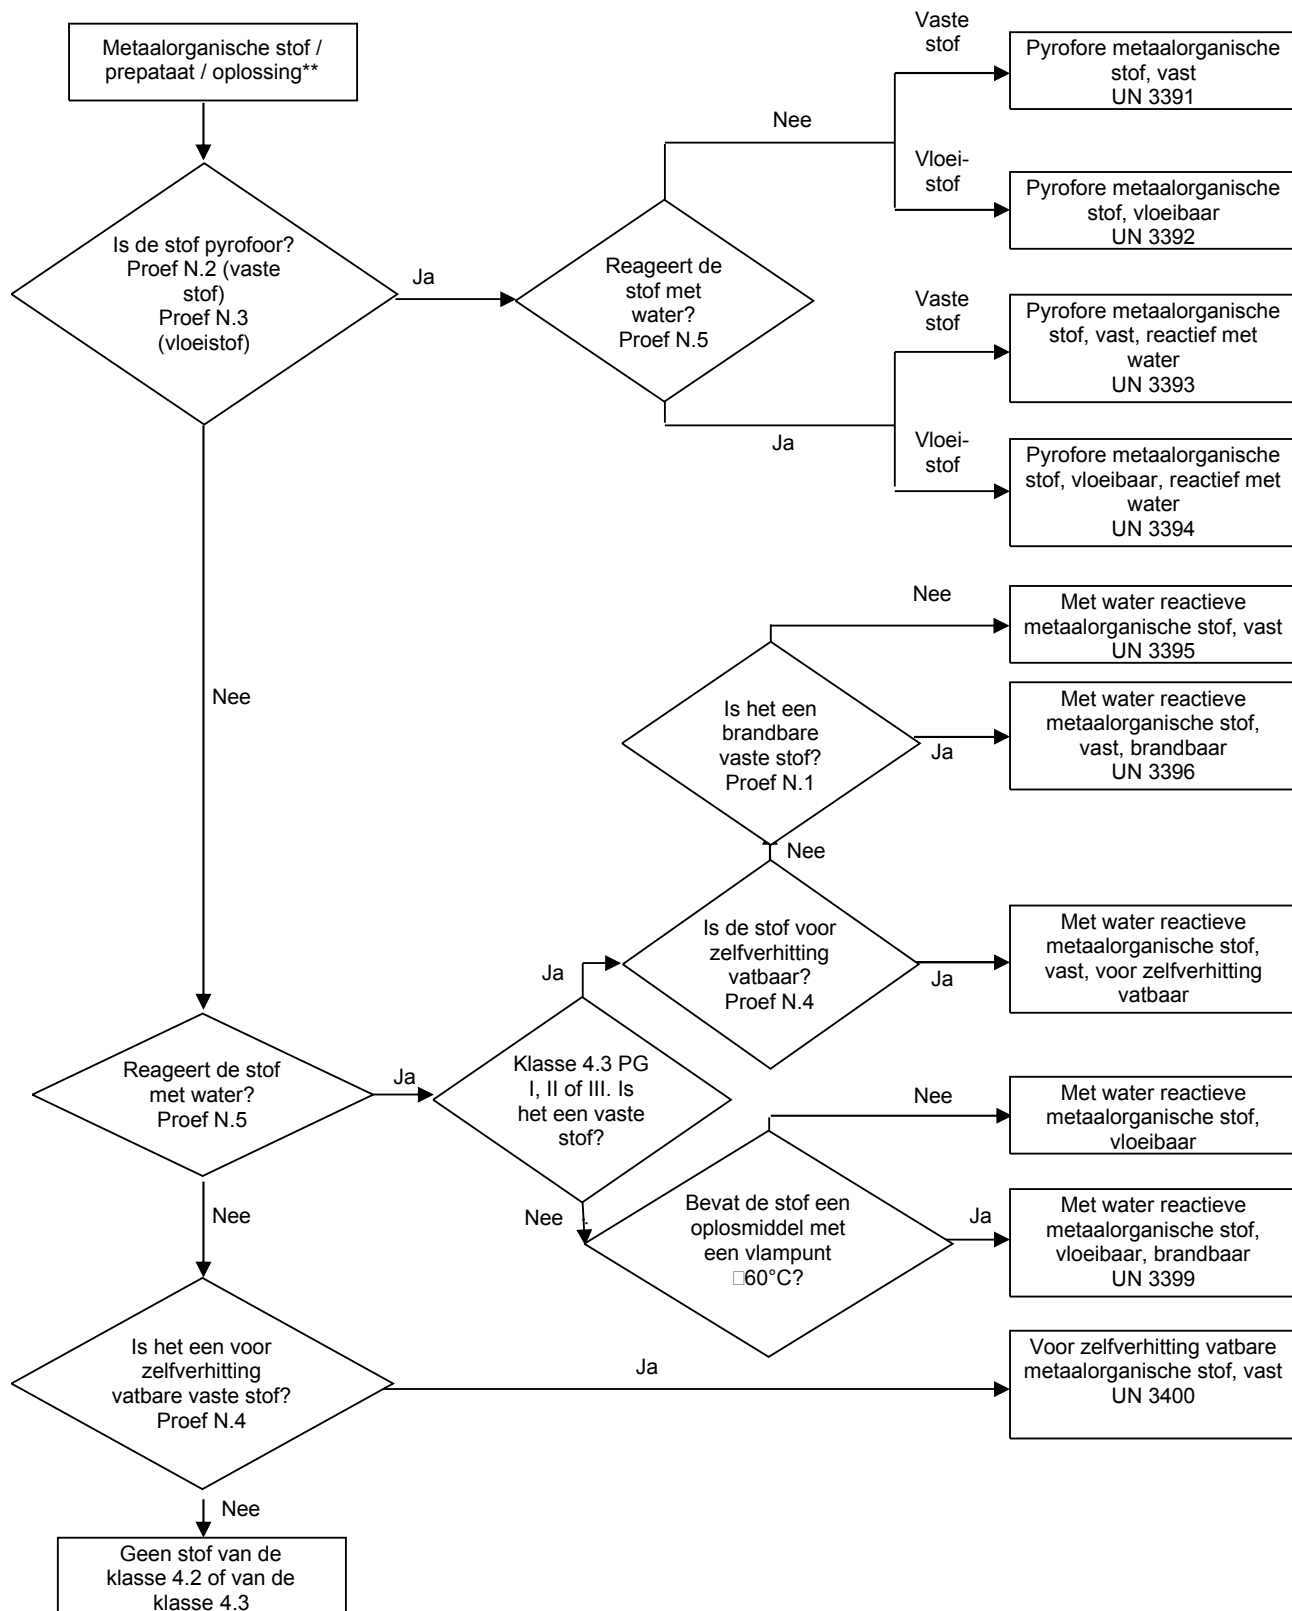 Metaalorganische stof /
prepataat / oplossing**
Is de stof pyrofoor?
Proef N.2 (vaste
stof)
Proef N.3
(vloeistof)
Ja
Reageert de
stof met
water?
Proef N.5
Nee
Vaste
stof
Pyrofore metaalorganische
stof, vast
UN 3391
Vloei-
stof
Pyrofore metaalorganische
stof, vloeibaar
UN 3392
Ja
Vaste
stof
Pyrofore metaalorganische
stof, vast, reactief met
water
UN 3393
Vloei-
stof
Pyrofore metaalorganische
stof, vloeibaar, reactief met
water
UN 3394
Nee
Reageert de stof
met water?
Proef N.5
Ja
Klasse 4.3 PG
I, II of III. Is
het een vaste
stof?
Ja
Is de stof voor
zelfverhitting
vatbaar?
Proef N.4
Nee
Is het een
brandbare
vaste stof?
Proef N.1
Nee
Met water reactieve
metaalorganische stof, vast
UN 3395
Ja
Met water reactieve
metaalorganische stof,
vast, brandbaar
UN 3396
Ja
Met water reactieve
metaalorganische stof,
vast, voor zelfverhitting
vatbaar
Nee
Bevat de stof een
oplosmiddel met
een vlampunt
□60°C?
Nee
Met water reactieve
metaalorganische stof,
vloeibaar
Ja
Met water reactieve
metaalorganische stof,
vloeibaar, brandbaar
UN 3399
Nee
Is het een voor
zelfverhitting
vatbare vaste stof?
Proef N.4
Ja
Voor zelfverhitting vatbare
metaalorganische stof, vast
UN 3400
Nee
Geen stof van de
klasse 4.2 of van de
klasse 4.3